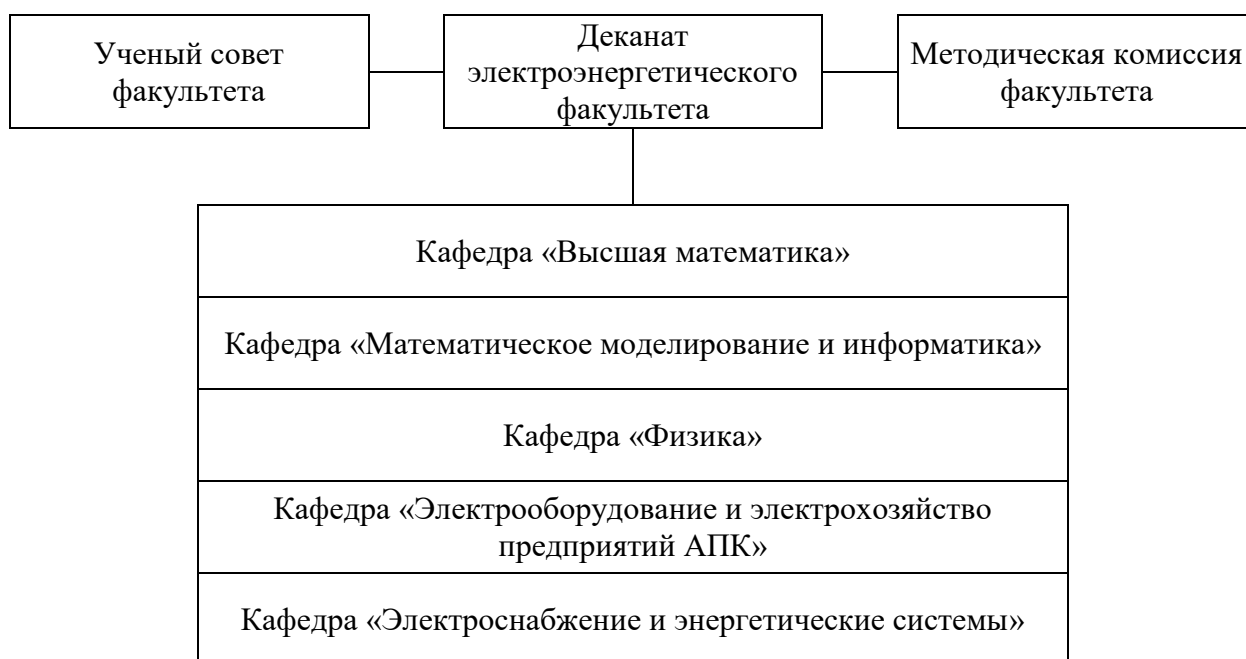 Ученый совет
факультета
Деканат
электроэнергетического
факультета
Методическая комиссия
факультета
Кафедра «Высшая математика»
Кафедра «Математическое моделирование и информатика»
Кафедра «Физика»
Кафедра «Электрооборудование и электрохозяйство
предприятий АПК»
Кафедра «Электроснабжение и энергетические системы»